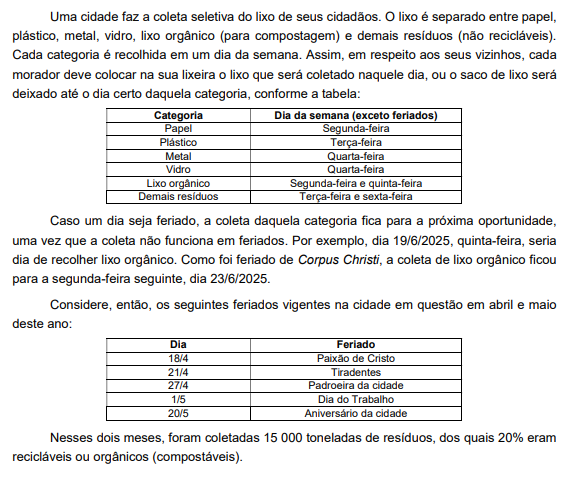 Uma cidade faz a coleta seletiva do lixo de seus cidadãos. O lixo é separado entre papel,
plástico, metal, vidro, lixo orgânico (para compostagem) e demais resíduos (não recicláveis).
Cada categoria é recolhida em um dia da semana. Assim, em respeito aos seus vizinhos, cada
morador deve colocar na sua lixeira o lixo que será coletado naquele dia, ou o saco de lixo será
deixado até o dia certo daquela categoria, conforme a tabela:
Categoria Dia da semana (exceto feriados)
Papel Segunda-feira
Plástico Terça-feira
Metal Quarta-feira
Vidro Quarta-feira
Lixo orgânico Segunda-feira e quinta-feira
Demais resíduos Terça-feira e sexta-feira
Caso um dia seja feriado, a coleta daquela categoria fica para a próxima oportunidade,
uma vez que a coleta não funciona em feriados. Por exemplo, dia 19/6/2025, quinta-feira, seria
dia de recolher lixo orgânico. Como foi feriado de Corpus Christi, a coleta de lixo orgânico ficou
para a segunda-feira seguinte, dia 23/6/2025.
Considere, então, os seguintes feriados vigentes na cidade em questão em abril e maio
deste ano:
Dia Feriado
18/4 Paixão de Cristo
21/4 Tiradentes
27/4 Padroeira da cidade
1/5 Dia do Trabalho
20/5 Aniversário da cidade
Nesses dois meses, foram coletadas 15 000 toneladas de resíduos, dos quais 20% eram
recicláveis ou orgânicos (compostáveis).